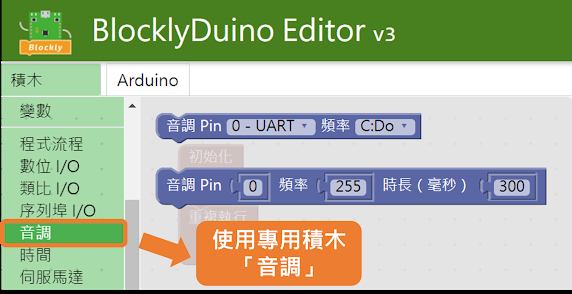 BlocklyDuino Editor v3
Blockly
積木
Arduino
變數
程式流程
數位 I/O
類比 I/O
序列埠 I/O
音調
時間
伺服馬達
音調 Pin 0 - UART 頻率 C:Do
初始化
音調 Pin 0 頻率 255 時長（毫秒） 300
重複執行
使用專用積木
「音調」